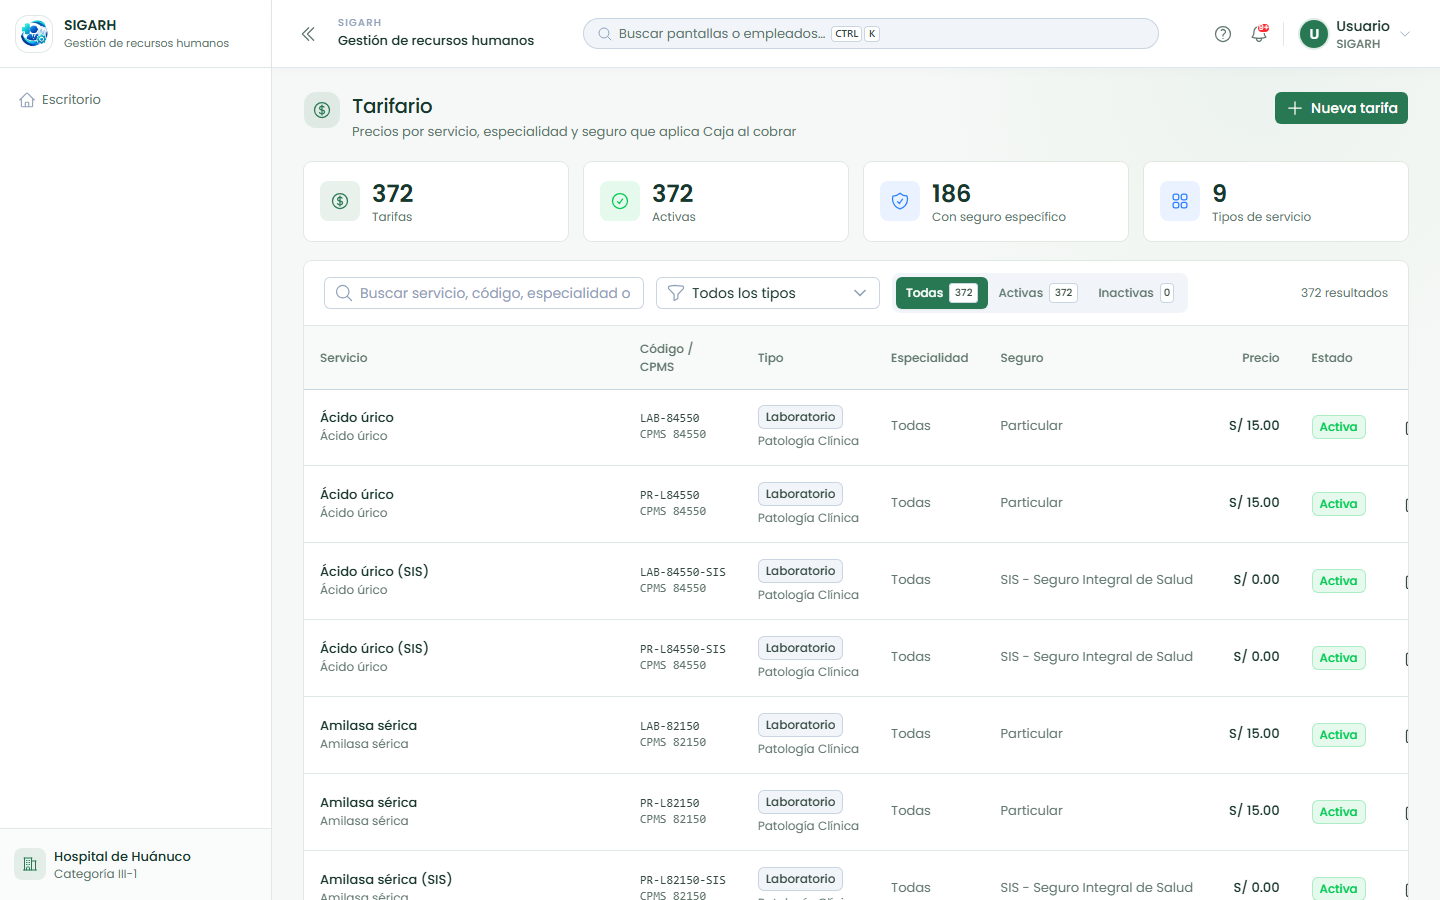 SIGARH
Gestión de recursos humanos
SIGARH
Gestión de recursos humanos
Buscar pantallas o empleados... CTRL K
9+
U
Usuario
SIGARH
Escritorio
Tarifario
Precios por servicio, especialidad y seguro que aplica Caja al cobrar
Nueva tarifa
372
Tarifas
372
Activas
186
Con seguro específico
9
Tipos de servicio
Buscar servicio, código, especialidad o
Todos los tipos
Todas 372
Activas 372
Inactivas 0
372 resultados
Servicio
Código / CPMS
Tipo
Especialidad
Seguro
Precio
Estado
Ácido úrico
Ácido úrico
LAB-84550
CPMS 84550
Laboratorio
Patología Clínica
Todas
Particular
S/ 15.00
Activa
Ácido úrico
Ácido úrico
PR-L84550
CPMS 84550
Laboratorio
Patología Clínica
Todas
Particular
S/ 15.00
Activa
Ácido úrico (SIS)
Ácido úrico
LAB-84550-SIS
CPMS 84550
Laboratorio
Patología Clínica
Todas
SIS - Seguro Integral de Salud
S/ 0.00
Activa
Ácido úrico (SIS)
Ácido úrico
PR-L84550-SIS
CPMS 84550
Laboratorio
Patología Clínica
Todas
SIS - Seguro Integral de Salud
S/ 0.00
Activa
Amilasa sérica
Amilasa sérica
LAB-82150
CPMS 82150
Laboratorio
Patología Clínica
Todas
Particular
S/ 15.00
Activa
Amilasa sérica
Amilasa sérica
PR-L82150
CPMS 82150
Laboratorio
Patología Clínica
Todas
Particular
S/ 15.00
Activa
Amilasa sérica (SIS)
Amilasa sérica
PR-L82150-SIS
CPMS 82150
Laboratorio
Todas
SIS - Seguro Integral de Salud
S/ 0.00
Activa
Hospital de Huánuco
Categoría III-1